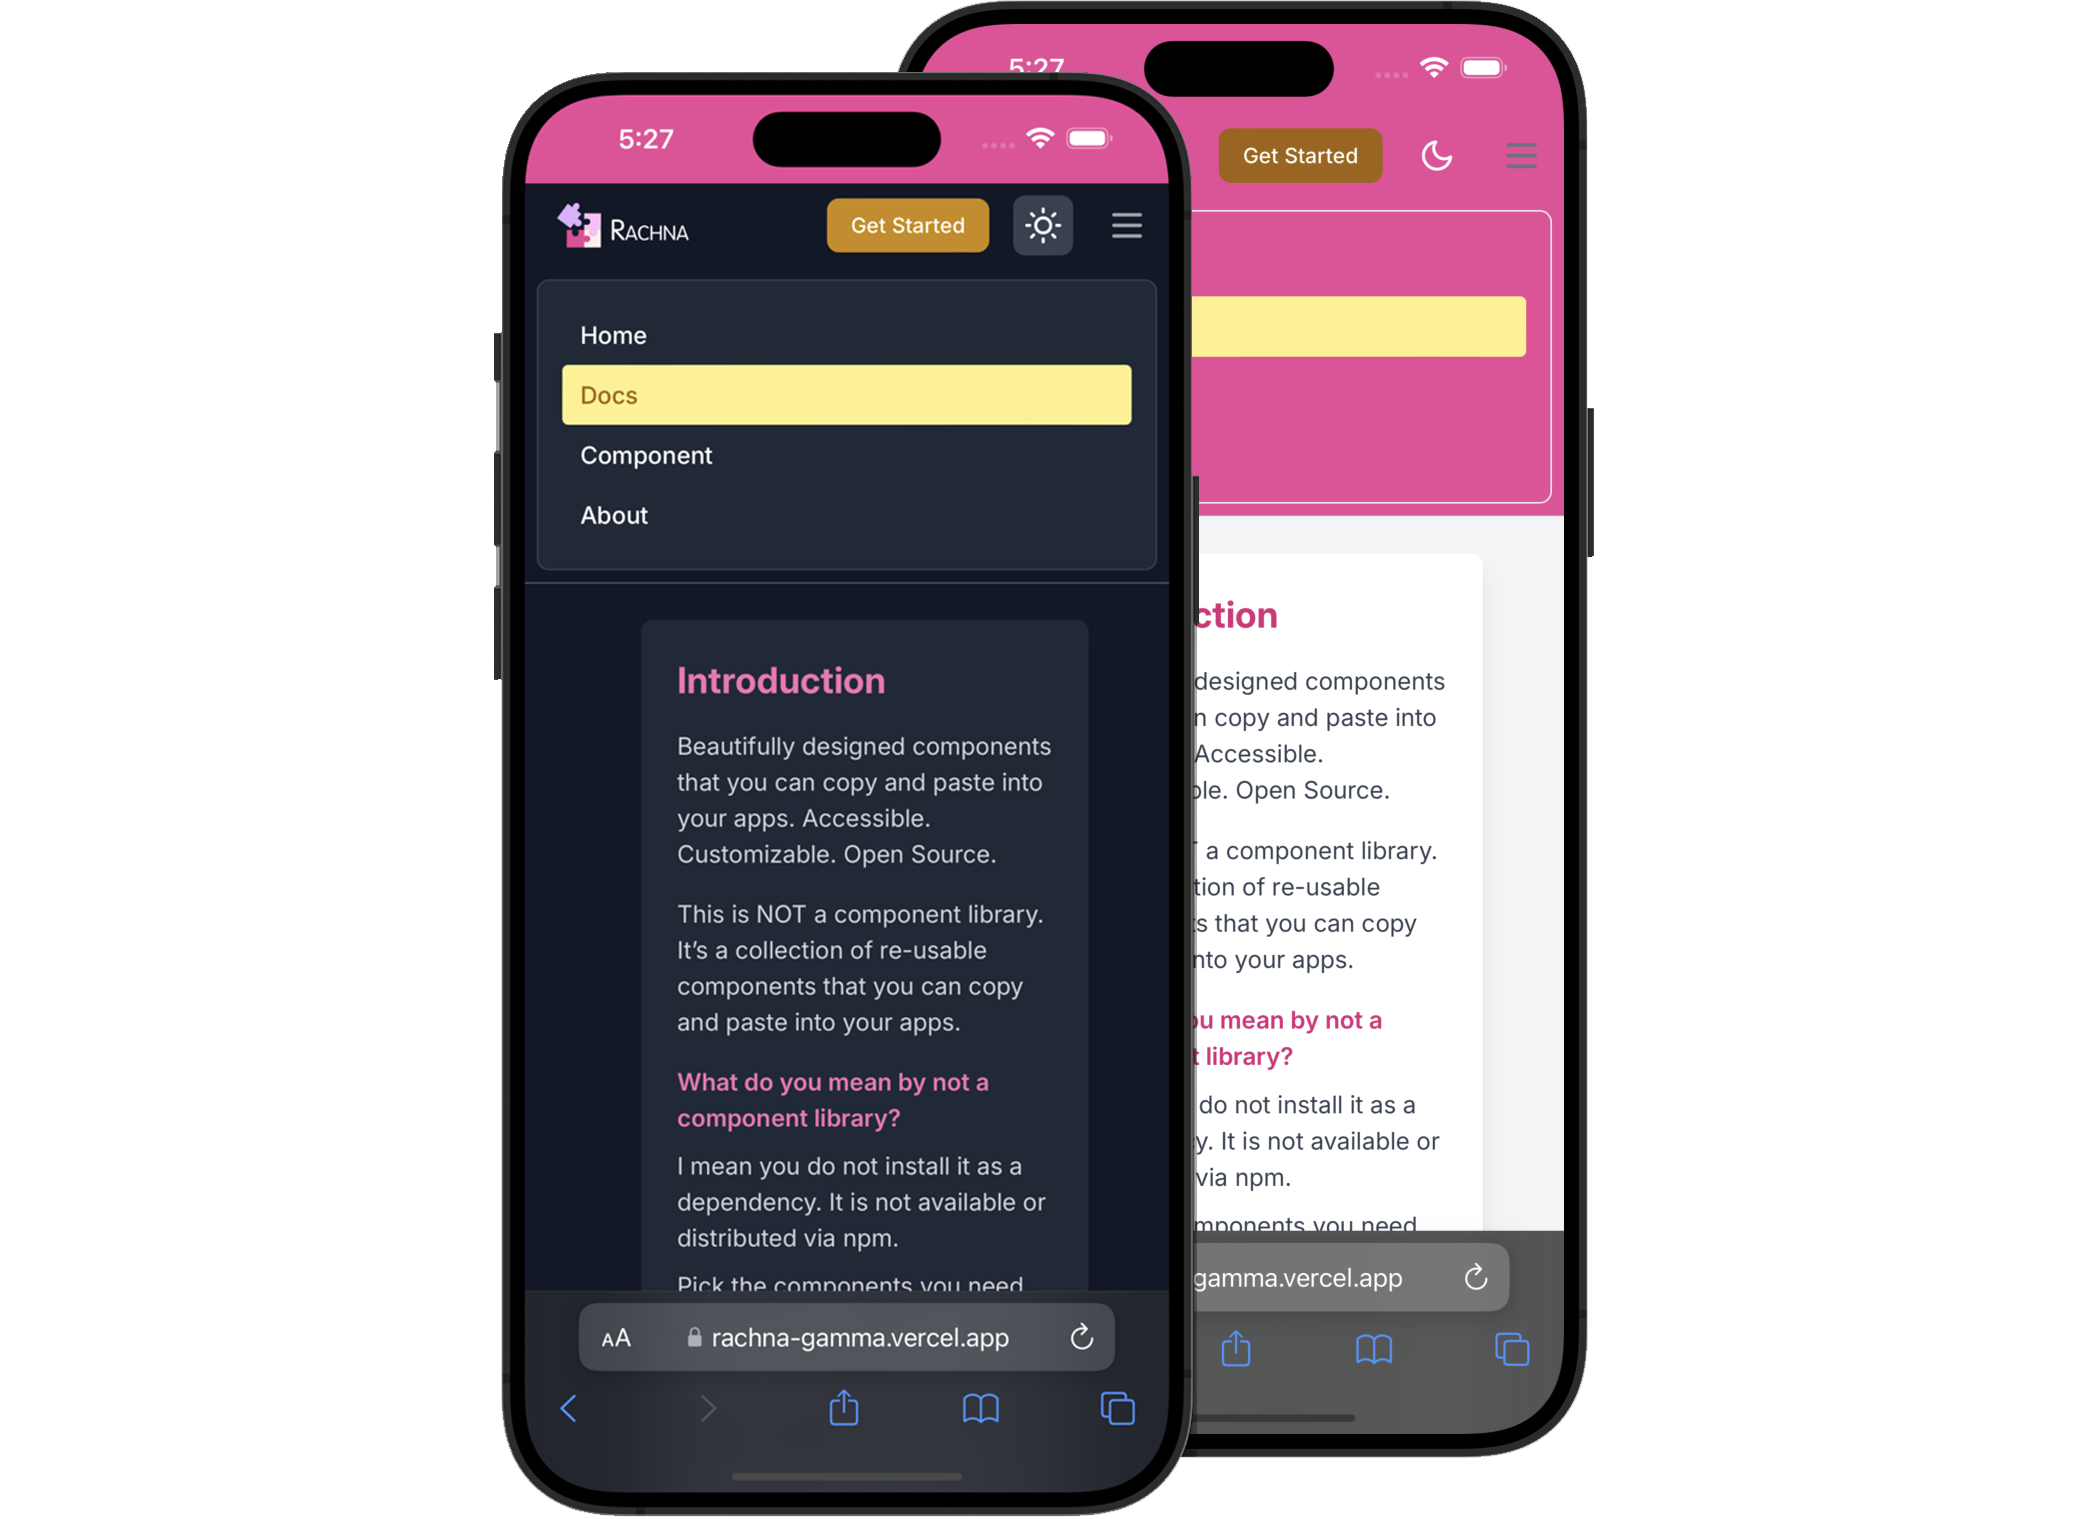 5:27
RACHNA
Get Started
Home
Docs
Component
About
Introduction
Beautifully designed components
that you can copy and paste into
your apps. Accessible.
Customizable. Open Source.
This is NOT a component library.
It’s a collection of re-usable
components that you can copy
and paste into your apps.
What do you mean by not a
component library?
I mean you do not install it as a
dependency. It is not available or
distributed via npm.
Pick the components you need
AA
rachna-gamma.vercel.app
5:27
Get Started
ction
designed components
n copy and paste into
Accessible.
ble. Open Source.
a component library.
tion of re-usable
ts that you can copy
nto your apps.
ou mean by not a
t library?
do not install it as a
y. It is not available or
via npm.
mponents you need
gamma.vercel.app